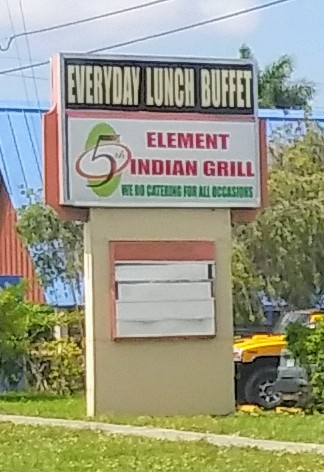 EVERYDAY LUNCH BUFFET
5th ELEMENT
INDIAN GRILL
WE DO CATERING FOR ALL OCCASIONS